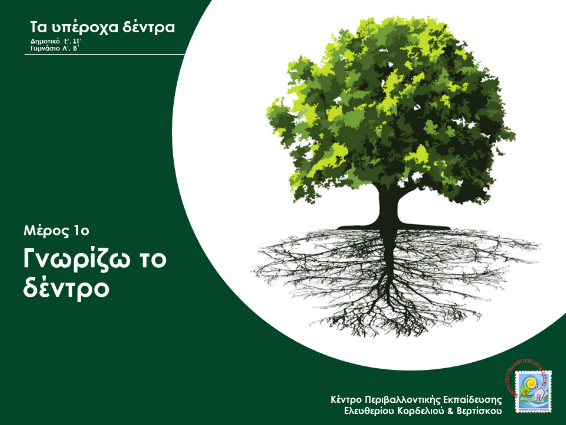 Τα υπέροχα δέντρα
Δημοτικό Ε', ΣΤ'
Γυμνάσιο Α', Β'
Μέρος 1ο
Γνωρίζω το
δέντρο
Κέντρο Περιβαλλοντικής Εκπαίδευσης
Ελευθερίου Κορδελιού & Βερτίσκου